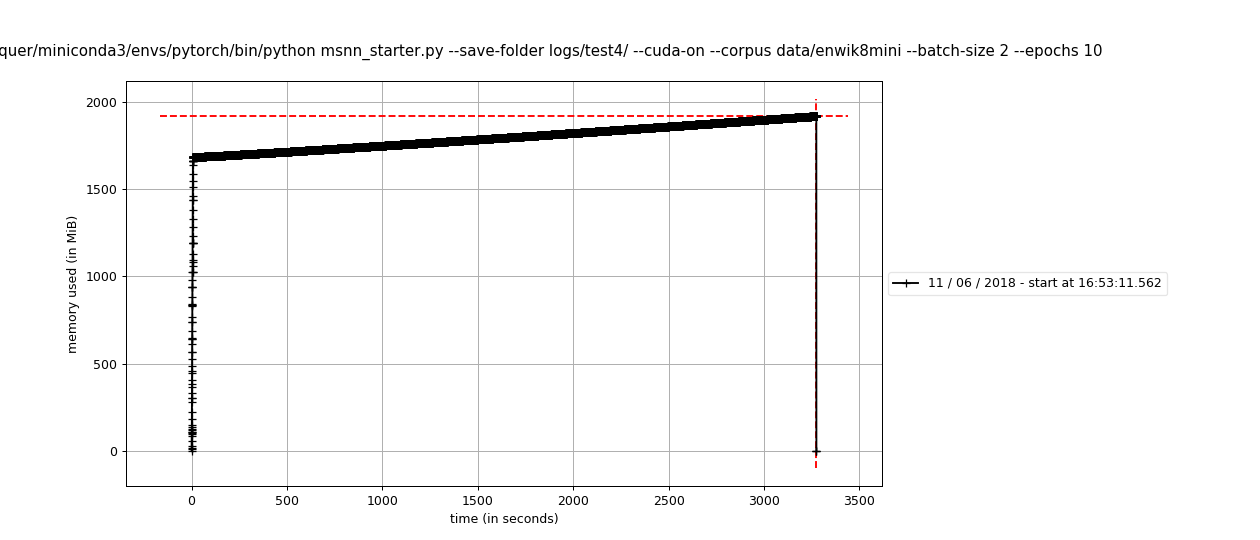 quer/miniconda3/envs/pytorch/bin/python msnn_starter.py --save-folder logs/test4/ --cuda-on --corpus data/enwik8mini --batch-size 2 --epochs 10
2000
1500
1000
500
0
memory used (in MiB)
0 500 1000 1500 2000 2500 3000 3500
time (in seconds)
11 / 06 / 2018 - start at 16:53:11.562